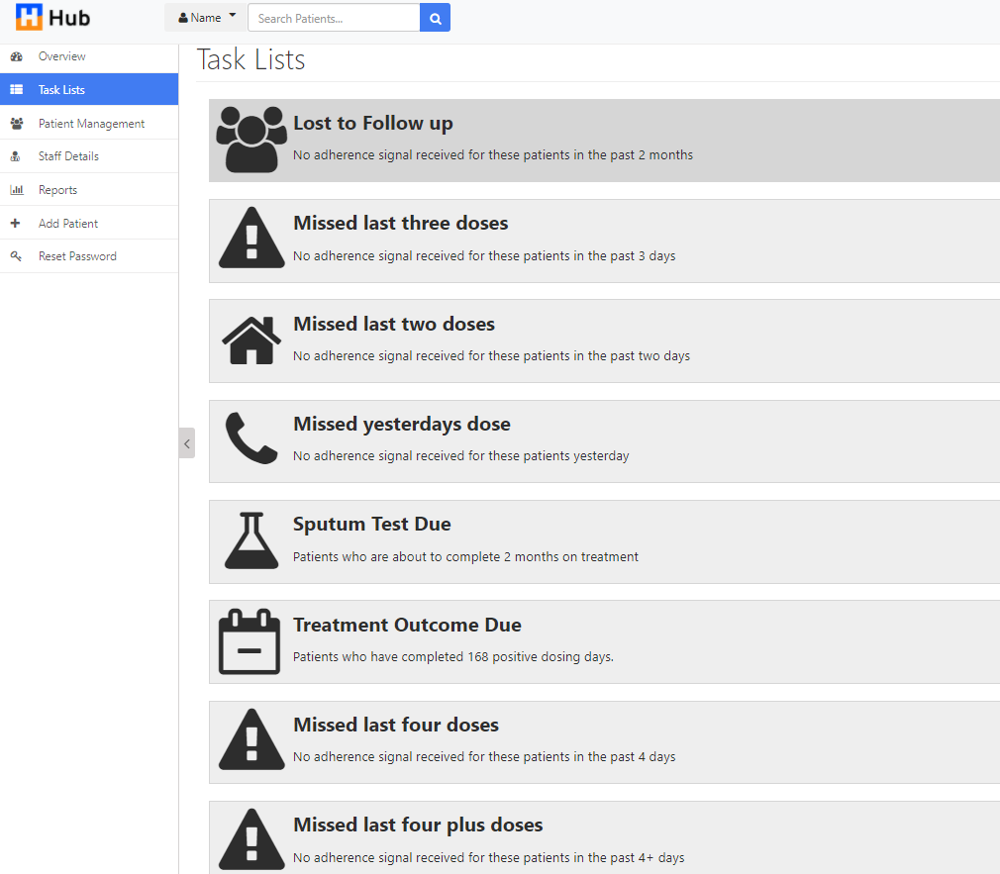 Hub
Name
Search Patients...
Overview
Task Lists
Patient Management
Staff Details
Reports
Add Patient
Reset Password
Task Lists
Lost to Follow up
No adherence signal received for these patients in the past 2 months
Missed last three doses
No adherence signal received for these patients in the past 3 days
Missed last two doses
No adherence signal received for these patients in the past two days
Missed yesterdays dose
No adherence signal received for these patients yesterday
Sputum Test Due
Patients who are about to complete 2 months on treatment
Treatment Outcome Due
Patients who have completed 168 positive dosing days.
Missed last four doses
No adherence signal received for these patients in the past 4 days
Missed last four plus doses
No adherence signal received for these patients in the past 4+ days